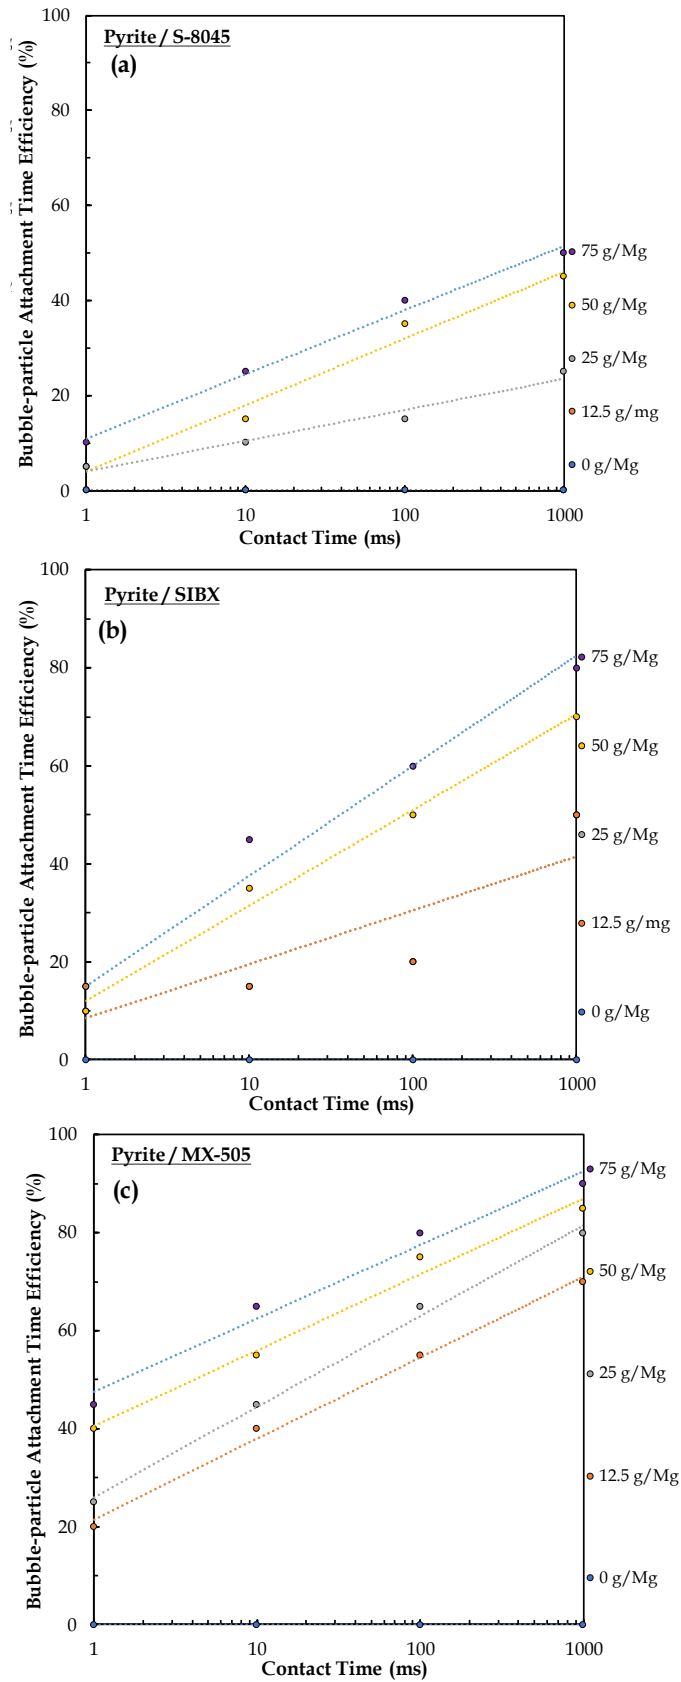 Pyrite / S-8045
(a)
Bubble-particle Attachment Time Efficiency (%)
100
80
60
40
20
0
1
10
100
1000
Contact Time (ms)
75 g/Mg
50 g/Mg
25 g/Mg
12.5 g/mg
0 g/Mg
Pyrite / SIBX
(b)
Bubble-particle Attachment Time Efficiency (%)
100
80
60
40
20
0
1
10
100
1000
Contact Time (ms)
75 g/Mg
50 g/Mg
25 g/Mg
12.5 g/mg
0 g/Mg
Pyrite / MX-505
(c)
Bubble-particle Attachment Time Efficiency (%)
100
80
60
40
20
0
1
10
100
1000
Contact Time (ms)
75 g/Mg
50 g/Mg
25 g/Mg
12.5 g/Mg
0 g/Mg